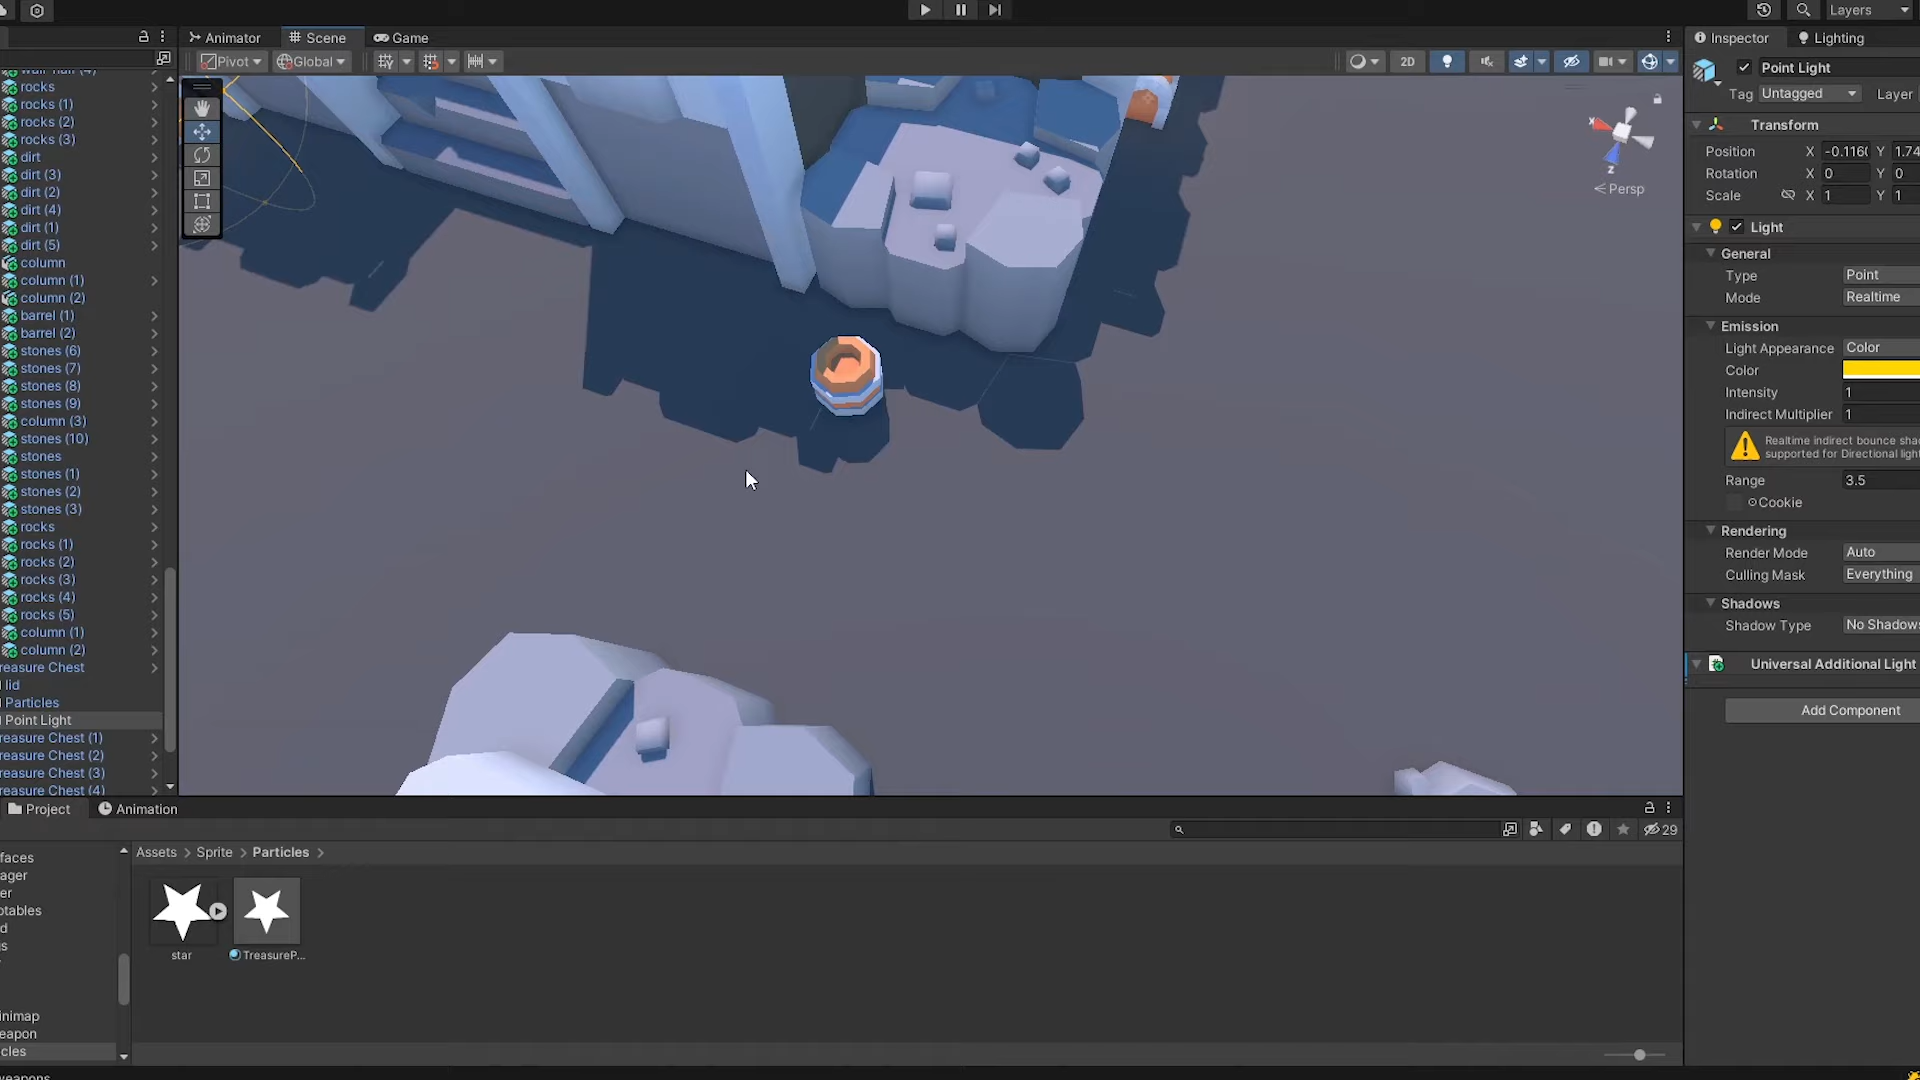 Layers
Animator
Scene
Game
Inspector
Lighting
Pivot
Global
2D
Point Light
Tag Untagged Layer
Transform
Position X -0.116( Y 1.74
Rotation X 0 Y 0
Scale X 1 Y 1
Light
General
Type Point
Mode Realtime
Emission
Light Appearance Color
Color
Intensity 1
Indirect Multiplier 1
Realtime indirect bounce sha
supported for Directional light
Range 3.5
Cookie
Rendering
Render Mode Auto
Culling Mask Everything
Shadows
Shadow Type No Shadows
Universal Additional Light
Add Component
x
z
Persp
rocks
rocks (1)
rocks (2)
rocks (3)
dirt
dirt (3)
dirt (2)
dirt (4)
dirt (1)
dirt (5)
column
column (1)
column (2)
barrel (1)
barrel (2)
stones (6)
stones (7)
stones (8)
stones (9)
column (3)
stones (10)
stones
stones (1)
stones (2)
stones (3)
rocks
rocks (1)
rocks (2)
rocks (3)
rocks (4)
rocks (5)
column (1)
column (2)
reasure Chest
lid
Particles
Point Light
reasure Chest (1)
reasure Chest (2)
reasure Chest (3)
reasure Chest (4)
Project
Animation
29
Assets > Sprite > Particles >
faces
ager
er
otables
d
s
inimap
eapon
cles
weapons
star
TreasureP...